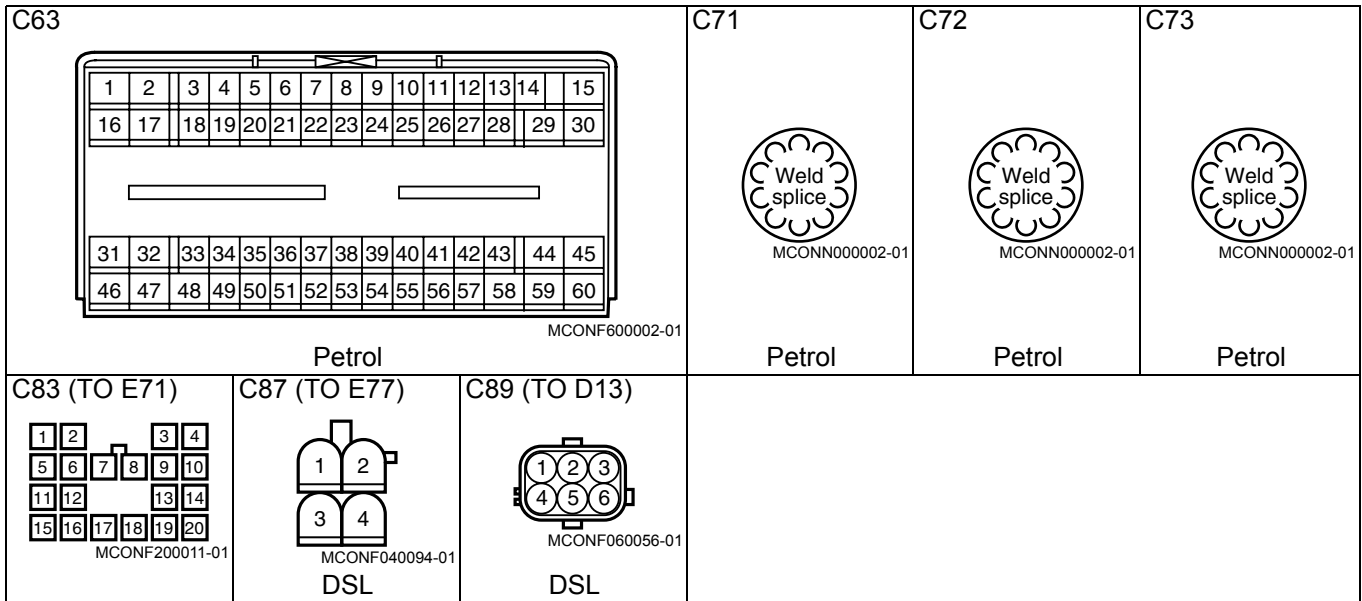 C63
1 2 3 4 5 6 7 8 9 10 11 12 13 14 15
16 17 18 19 20 21 22 23 24 25 26 27 28 29 30
31 32 33 34 35 36 37 38 39 40 41 42 43 44 45
46 47 48 49 50 51 52 53 54 55 56 57 58 59 60
MCONF600002-01
Petrol
C71
Weld
splice
MCONN000002-01
Petrol
C72
Weld
splice
MCONN000002-01
Petrol
C73
Weld
splice
MCONN000002-01
Petrol
C83 (TO E71)
1 2 3 4
5 6 7 8 9 10
11 12 13 14
15 16 17 18 19 20
MCONF200011-01
C87 (TO E77)
1 2
3 4
MCONF040094-01
DSL
C89 (TO D13)
1 2 3
4 5 6
MCONF060056-01
DSL